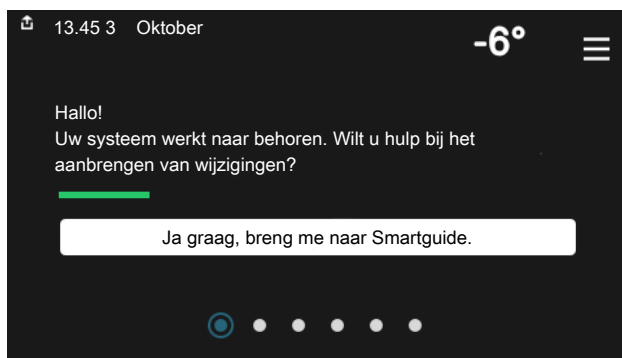 13.45 3 Oktober
-6°
Hallo!
Uw systeem werkt naar behoren. Wilt u hulp bij het
aanbrengen van wijzigingen?
Ja graag, breng me naar Smartguide.